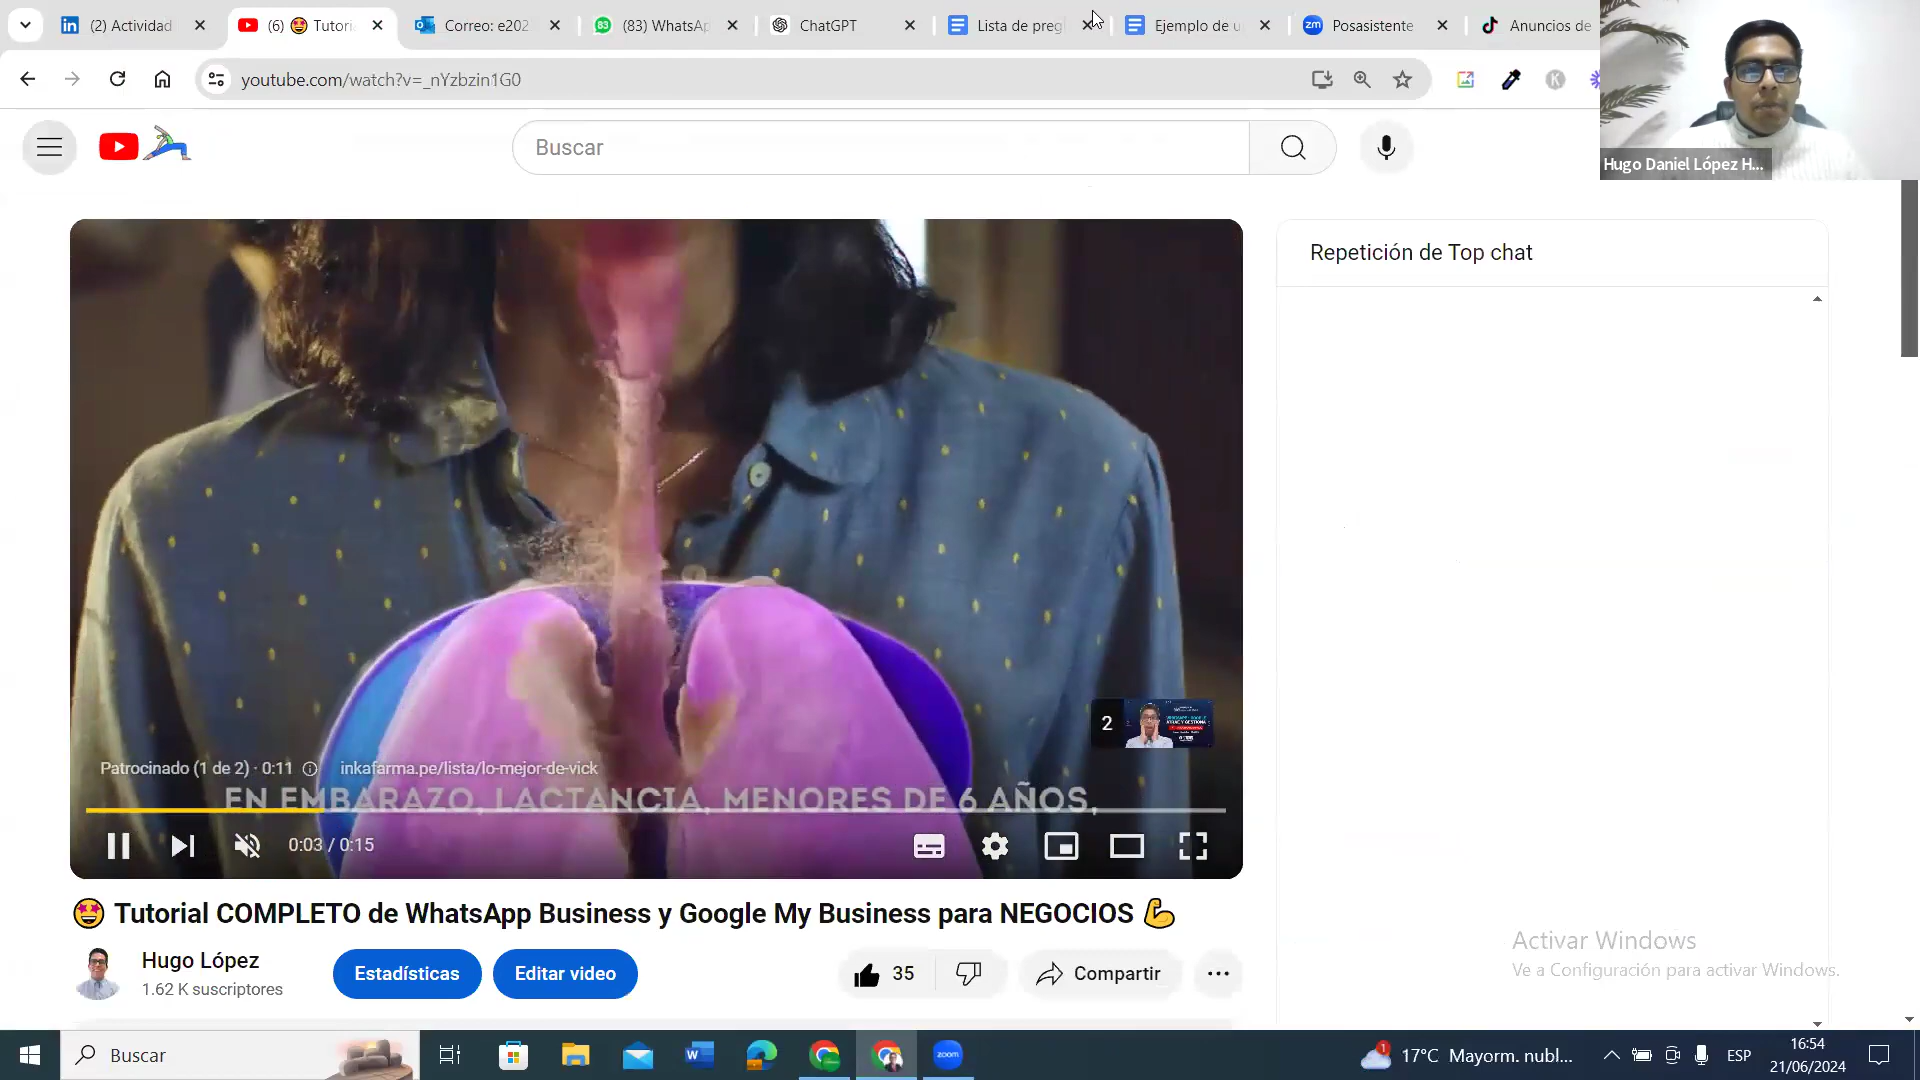 (2) Actividad
(6) 🤩 Tutori
Correo: e202
(83) WhatsAp
ChatGPT
Lista de preg
Ejemplo de u
Posasistente
Anuncios de
youtube.com/watch?v=_nYzbzin1G0
Hugo Daniel López H...
Buscar
Repetición de Top chat
2
Patrocinado (1 de 2) · 0:11
inkafarma.pe/lista/lo-mejor-de-vick
EN EMBARAZO, LACTANCIA, MENORES DE 6 AÑOS,
0:03 / 0:15
🤩 Tutorial COMPLETO de WhatsApp Business y Google My Business para NEGOCIOS 💪
Hugo López
1.62 K suscriptores
Estadísticas
Editar video
35
Compartir
Activar Windows
Ve a Configuración para activar Windows.
Buscar
zoom
1
17°C Mayorm. nubl...
ESP
16:54
21/06/2024